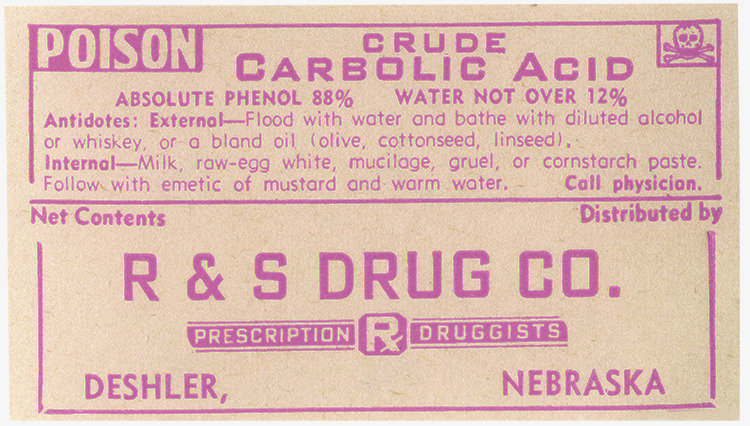 POISON
CRUDE
CARBOLIC ACID
ABSOLUTE PHENOL 88% WATER NOT OVER 12%
Antidotes: External—Flood with water and bathe with diluted alcohol
or whiskey, or a bland oil (olive, cottonseed, linseed).
Internal—Milk, raw-egg white, mucilage, gruel, or cornstarch paste.
Follow with emetic of mustard and warm water. Call physician.
Net Contents Distributed by
R & S DRUG CO.
PRESCRIPTION Rx DRUGGISTS
DESHLER, NEBRASKA